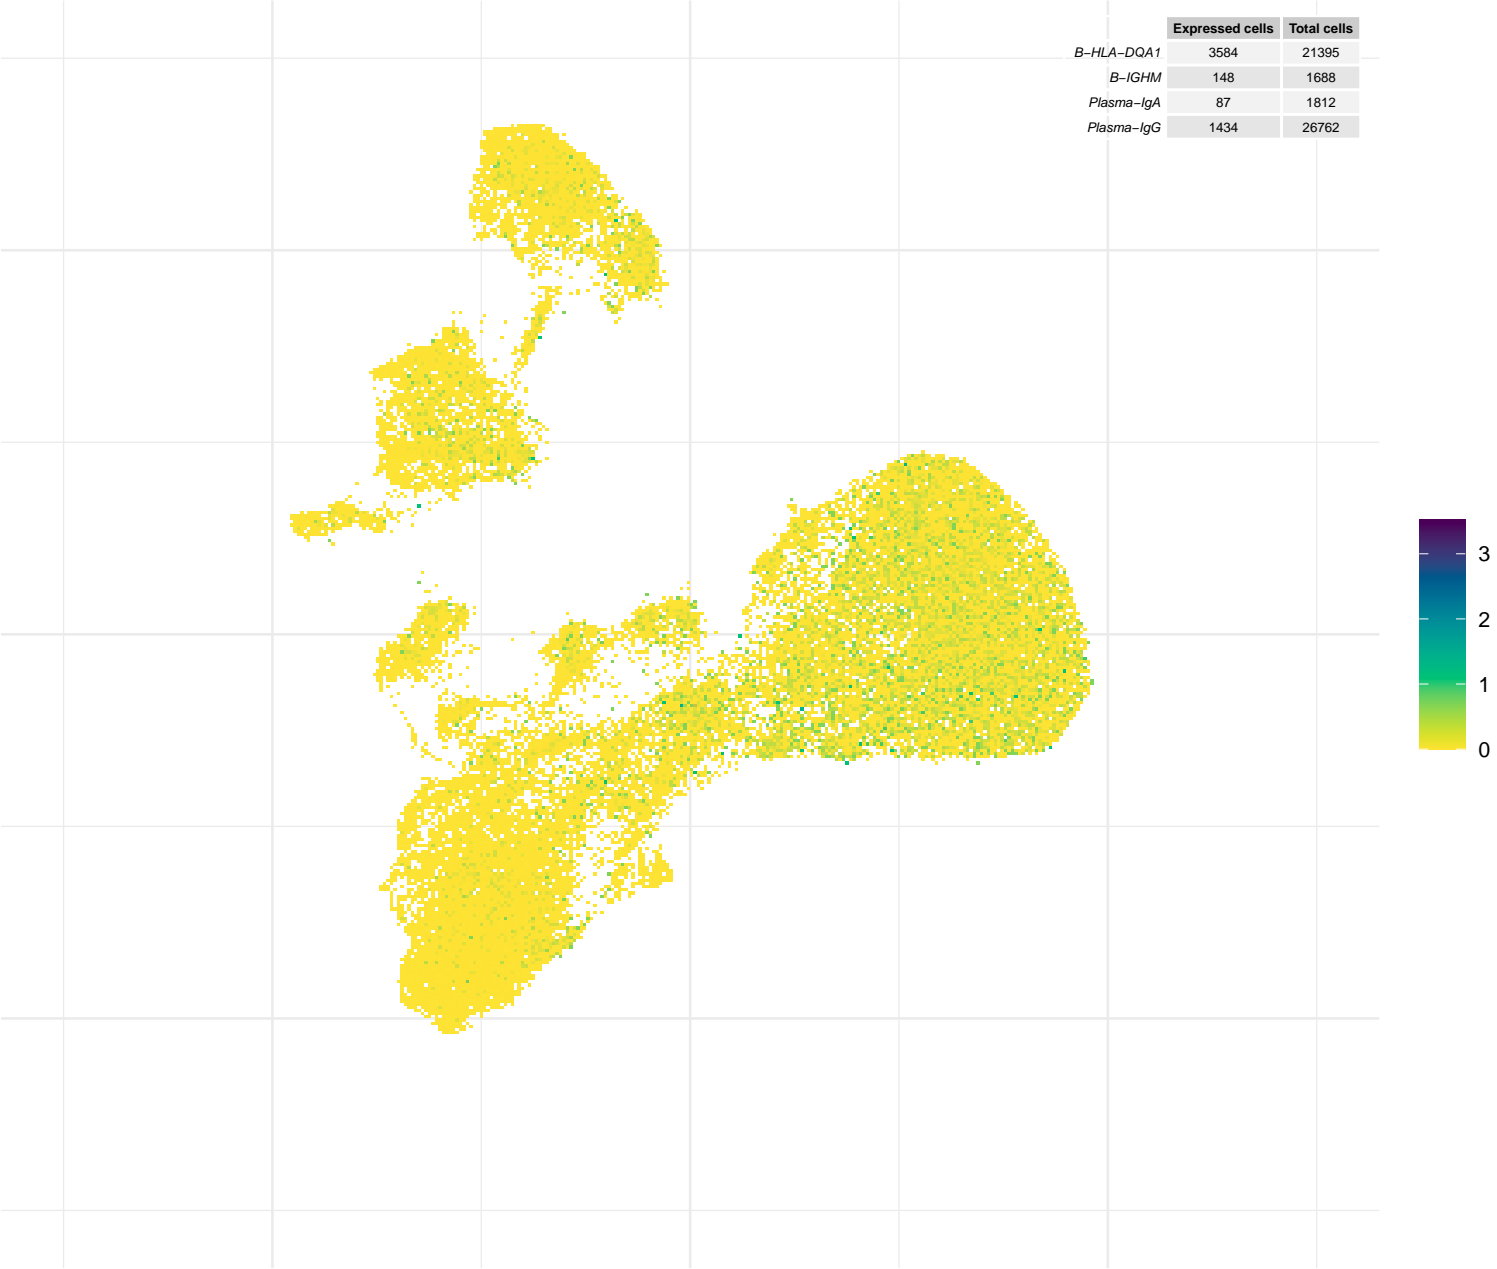 Expressed cells Total cells
B−HLA−DQA1 3584 21395
B−IGHM 148 1688
Plasma−IgA 87 1812
Plasma−IgG 1434 26762
3
2
1
0